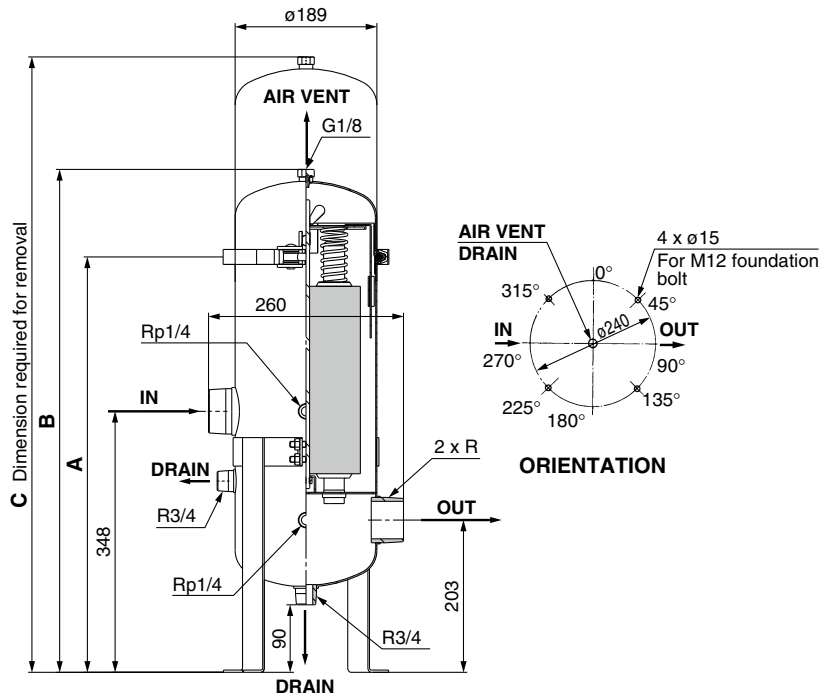 ø189
AIR VENT
G1/8
C Dimension required for removal
B
A
260
Rp1/4
IN
DRAIN
R3/4
348
Rp1/4
90
DRAIN
R3/4
2 x R
OUT
203
AIR VENT
DRAIN
4 x ø15
For M12 foundation
bolt
0°
315°
45°
ø240
IN
OUT
270°
90°
225°
135°
180°
ORIENTATION